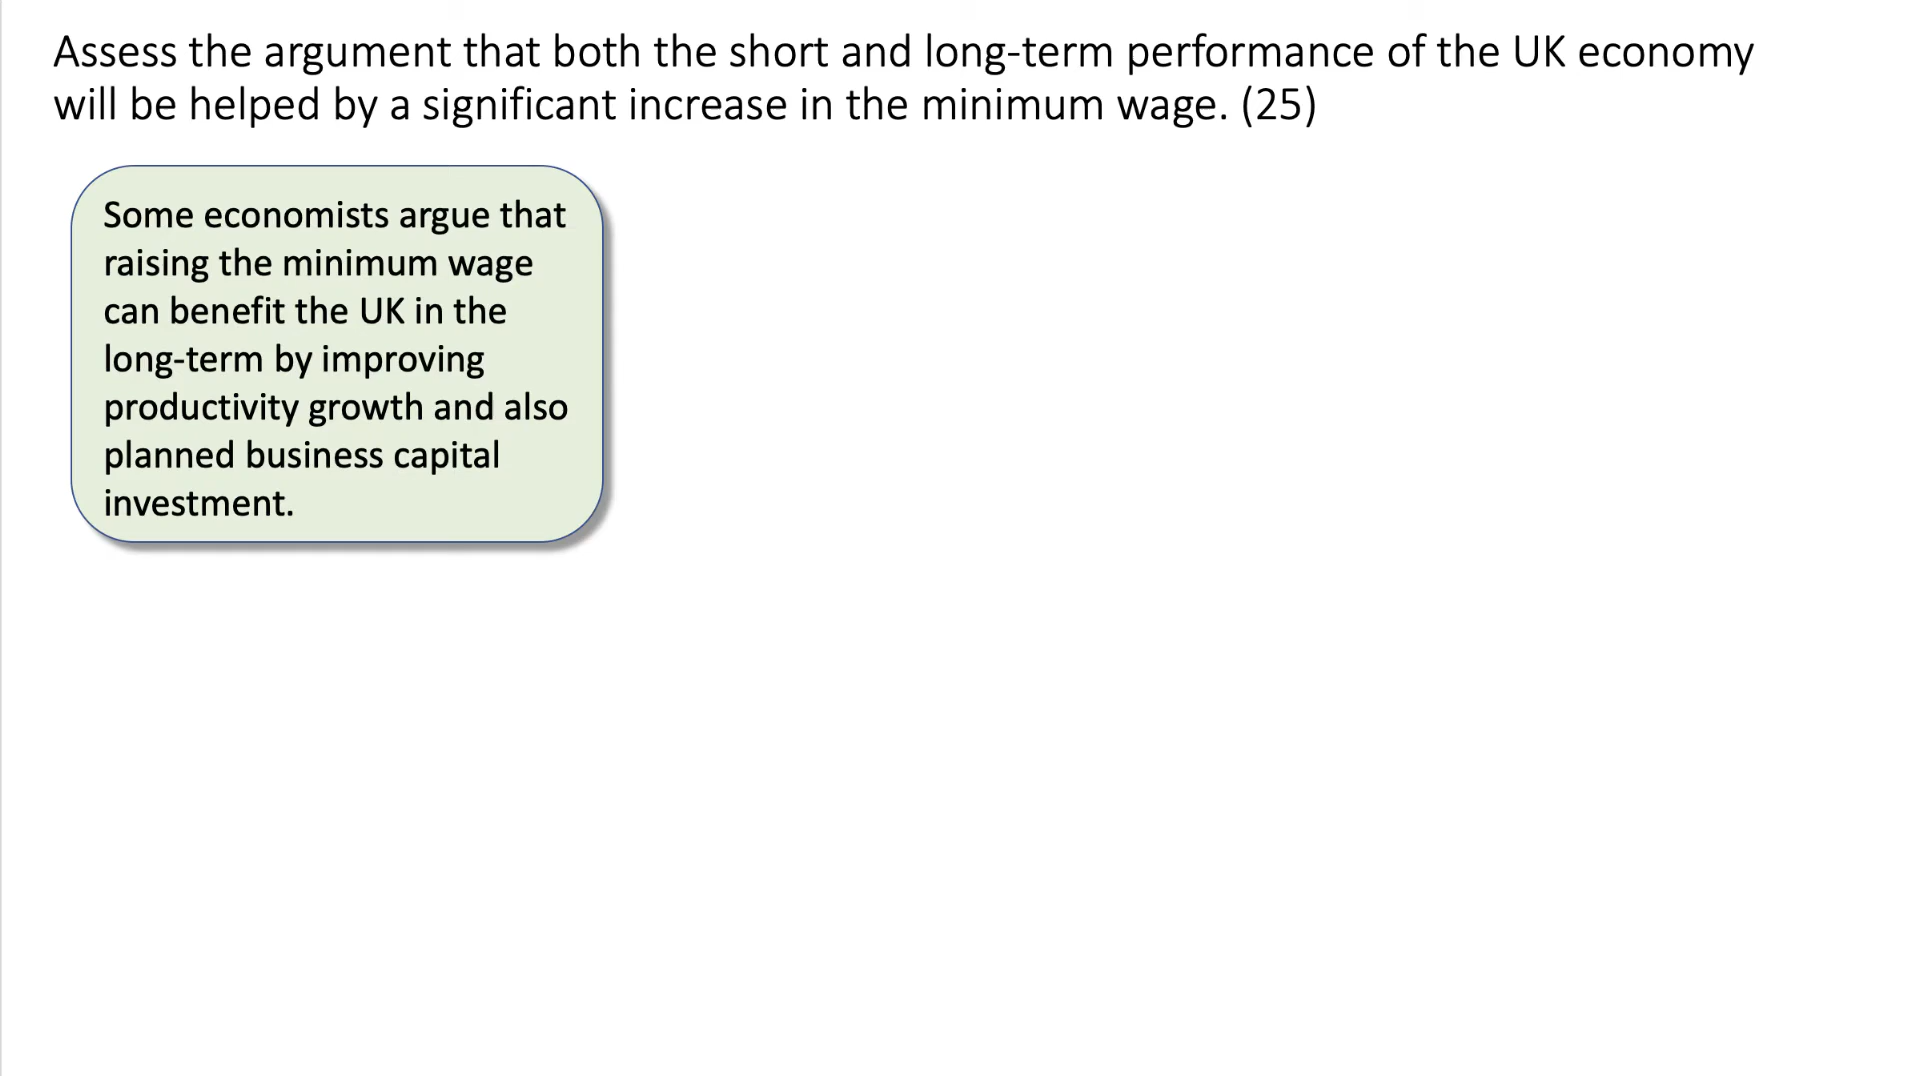 Assess the argument that both the short and long-term performance of the UK economy
will be helped by a significant increase in the minimum wage. (25)
Some economists argue that
raising the minimum wage
can benefit the UK in the
long-term by improving
productivity growth and also
planned business capital
investment.